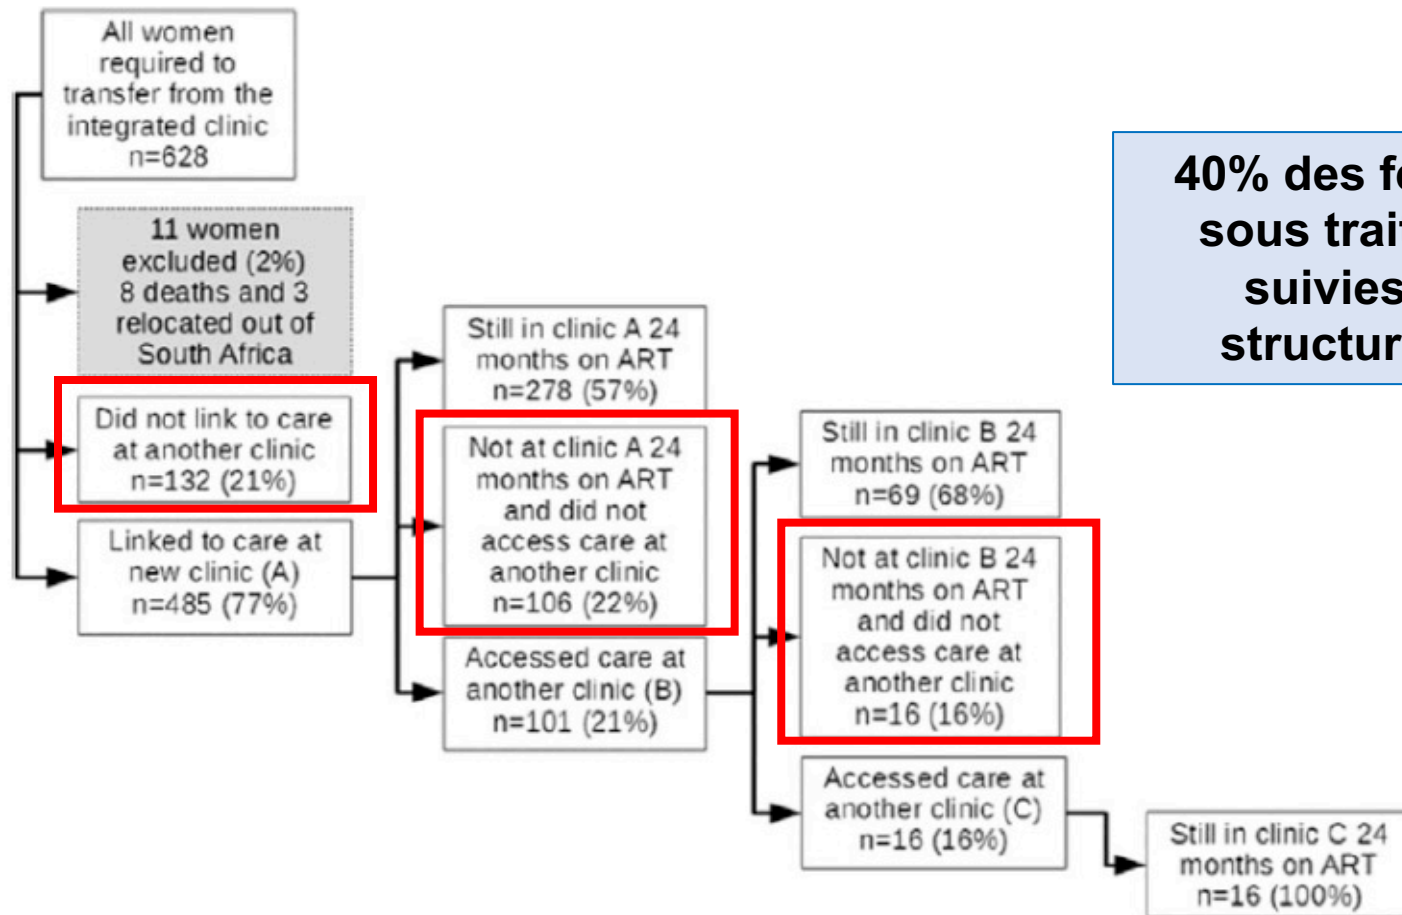 All women
required to
transfer from the
integrated clinic
n=628
11 women
excluded (2%)
8 deaths and 3
relocated out of
South Africa
Did not link to care
at another clinic
n=132 (21%)
Linked to care at
new clinic (A)
n=485 (77%)
Still in clinic A 24
months on ART
n=278 (57%)
Not at clinic A 24
months on ART
and did not
access care at
another clinic
n=106 (22%)
Accessed care at
another clinic (B)
n=101 (21%)
Still in clinic B 24
months on ART
n=69 (68%)
Not at clinic B 24
months on ART
and did not
access care at
another clinic
n=16 (16%)
Accessed care at
another clinic (C)
n=16 (16%)
Still in clinic C 24
months on ART
n=16 (100%)
40% des
sous
suivies